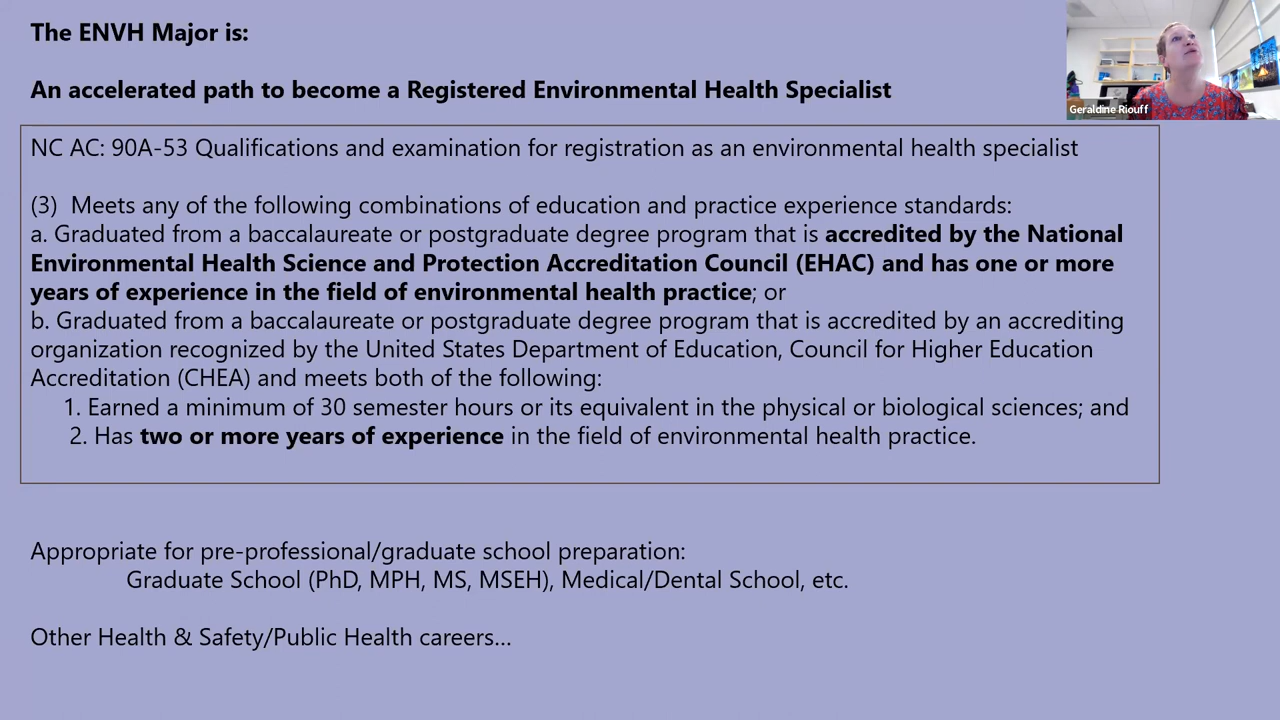 The ENVH Major is:
An accelerated path to become a Registered Environmental Health Specialist
Geraldine Riouff
NC AC: 90A-53 Qualifications and examination for registration as an environmental health specialist
(3)  Meets any of the following combinations of education and practice experience standards:
a. Graduated from a baccalaureate or postgraduate degree program that is accredited by the National
Environmental Health Science and Protection Accreditation Council (EHAC) and has one or more
years of experience in the field of environmental health practice; or
b. Graduated from a baccalaureate or postgraduate degree program that is accredited by an accrediting
organization recognized by the United States Department of Education, Council for Higher Education
Accreditation (CHEA) and meets both of the following:
1. Earned a minimum of 30 semester hours or its equivalent in the physical or biological sciences; and
2. Has two or more years of experience in the field of environmental health practice.
Appropriate for pre-professional/graduate school preparation:
Graduate School (PhD, MPH, MS, MSEH), Medical/Dental School, etc.
Other Health & Safety/Public Health careers...